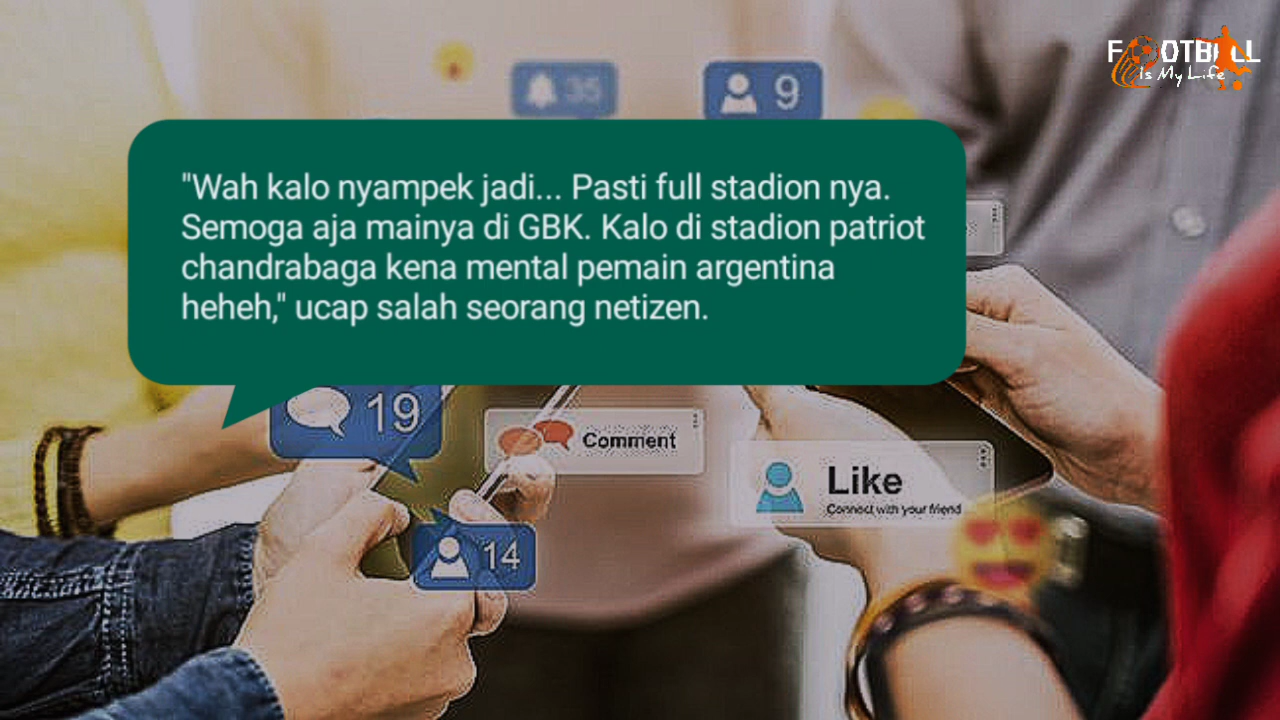 FOOTBALL
is My Life
35
9
"Wah kalo nyampek jadi... Pasti full stadion nya.
Semoga aja mainya di GBK. Kalo di stadion patriot
chandrabaga kena mental pemain argentina
heheh," ucap salah seorang netizen.
19
Comment
Like
Connect with your friend
14